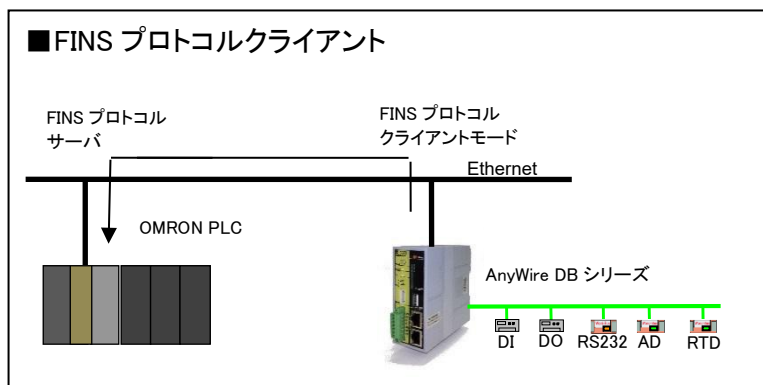 ■FINS プロトコルクライアント
FINS プロトコル
サーバ
FINS プロトコル
クライアントモード
Ethernet
OMRON PLC
AnyWire DB シリーズ
DI DO RS232 AD RTD